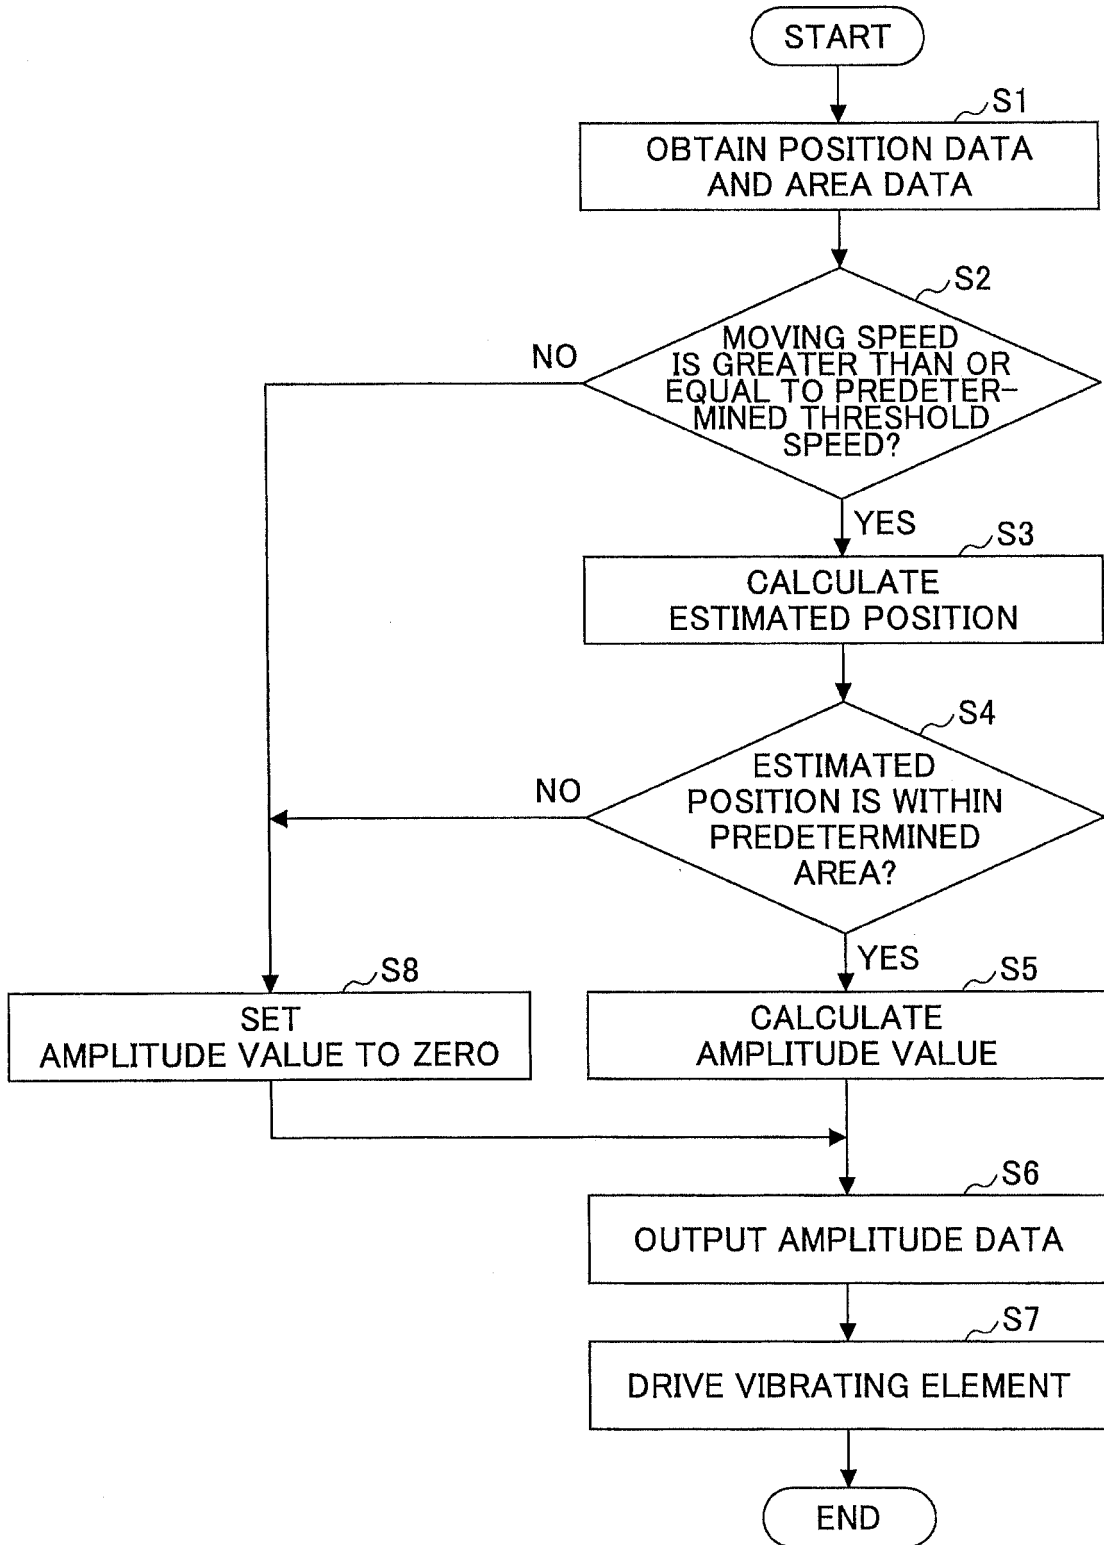 START
S1
OBTAIN POSITION DATA
AND AREA DATA
S2
MOVING SPEED
IS GREATER THAN OR
EQUAL TO PREDETER-
MINED THRESHOLD
SPEED?
NO
YES
S3
CALCULATE
ESTIMATED POSITION
S4
ESTIMATED
POSITION IS WITHIN
PREDETERMINED
AREA?
NO
YES
S8
SET
AMPLITUDE VALUE TO ZERO
S5
CALCULATE
AMPLITUDE VALUE
S6
OUTPUT AMPLITUDE DATA
S7
DRIVE VIBRATING ELEMENT
END